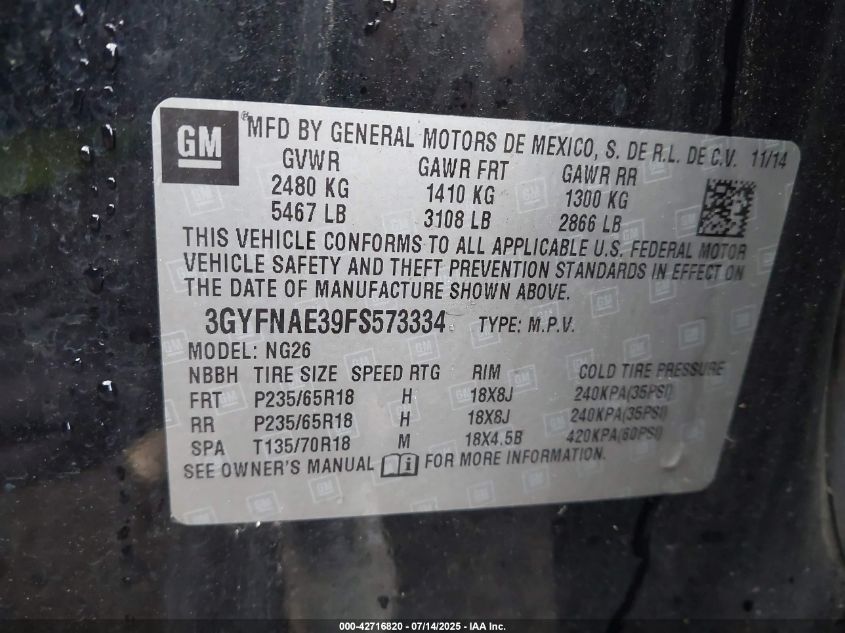 GM ® MFD BY GENERAL MOTORS DE MEXICO, S. DE R.L. DE C.V. 11/14
GVWR GAWR FRT GAWR RR
2480 KG 1410 KG 1300 KG
5467 LB 3108 LB 2866 LB
THIS VEHICLE CONFORMS TO ALL APPLICABLE U.S. FEDERAL MOTOR
VEHICLE SAFETY AND THEFT PREVENTION STANDARDS IN EFFECT ON
THE DATE OF MANUFACTURE SHOWN ABOVE.
3GYFNAE39FS573334 TYPE: M.P.V.
MODEL: NG26
NBBH TIRE SIZE SPEED RTG RIM COLD TIRE PRESSURE
FRT P235/65R18 H 18X8J 240KPA(35PSI)
RR P235/65R18 H 18X8J 240KPA(35PSI)
SPA T135/70R18 M 18X4.5B 420KPA(60PSI)
SEE OWNER'S MANUAL FOR MORE INFORMATION.
000-42716820 - 07/14/2025 - IAA Inc.